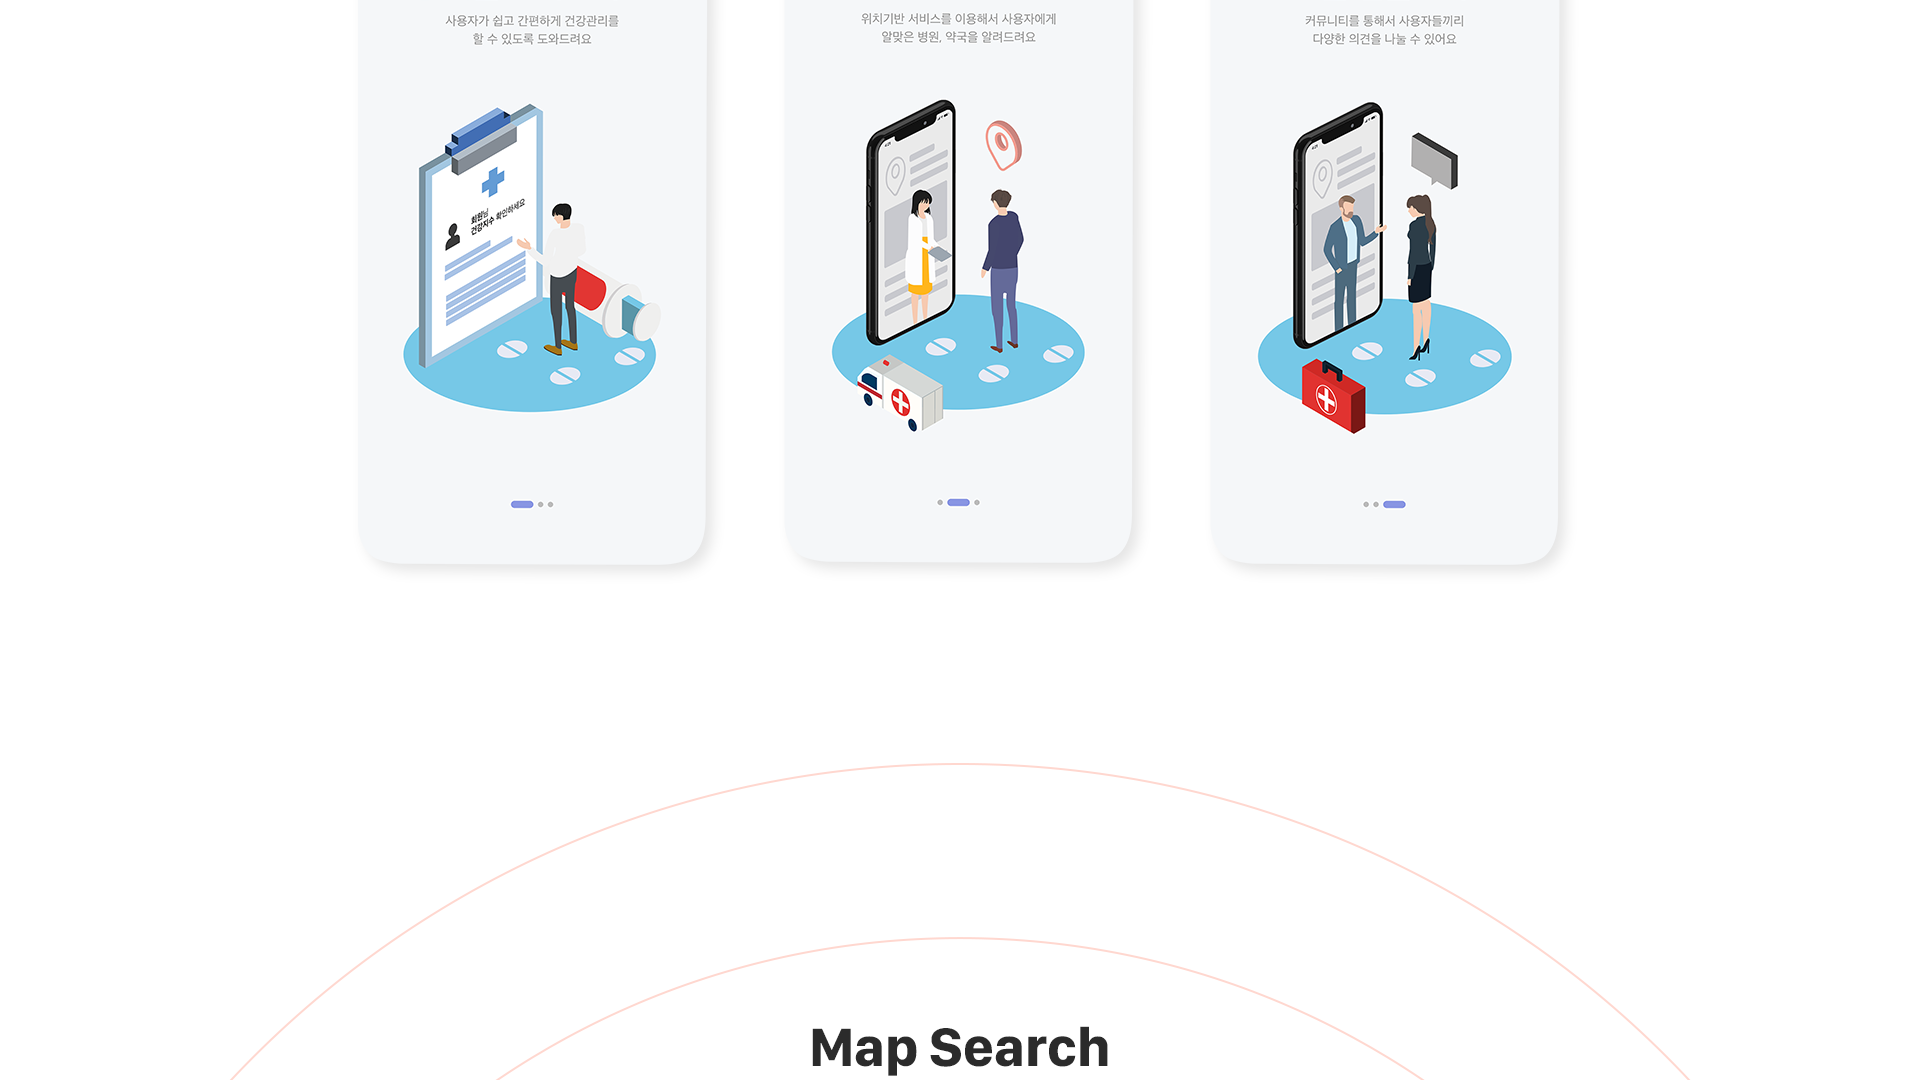 사용자가 쉽고 간편하게 건강관리를
할 수 있도록 도와드려요
위치기반 서비스를 이용해서 사용자에게
알맞은 병원, 약국을 알려드려요
커뮤니티를 통해서 사용자들끼리
다양한 의견을 나눌 수 있어요
회원님
건강지수 확인하세요
Map Search